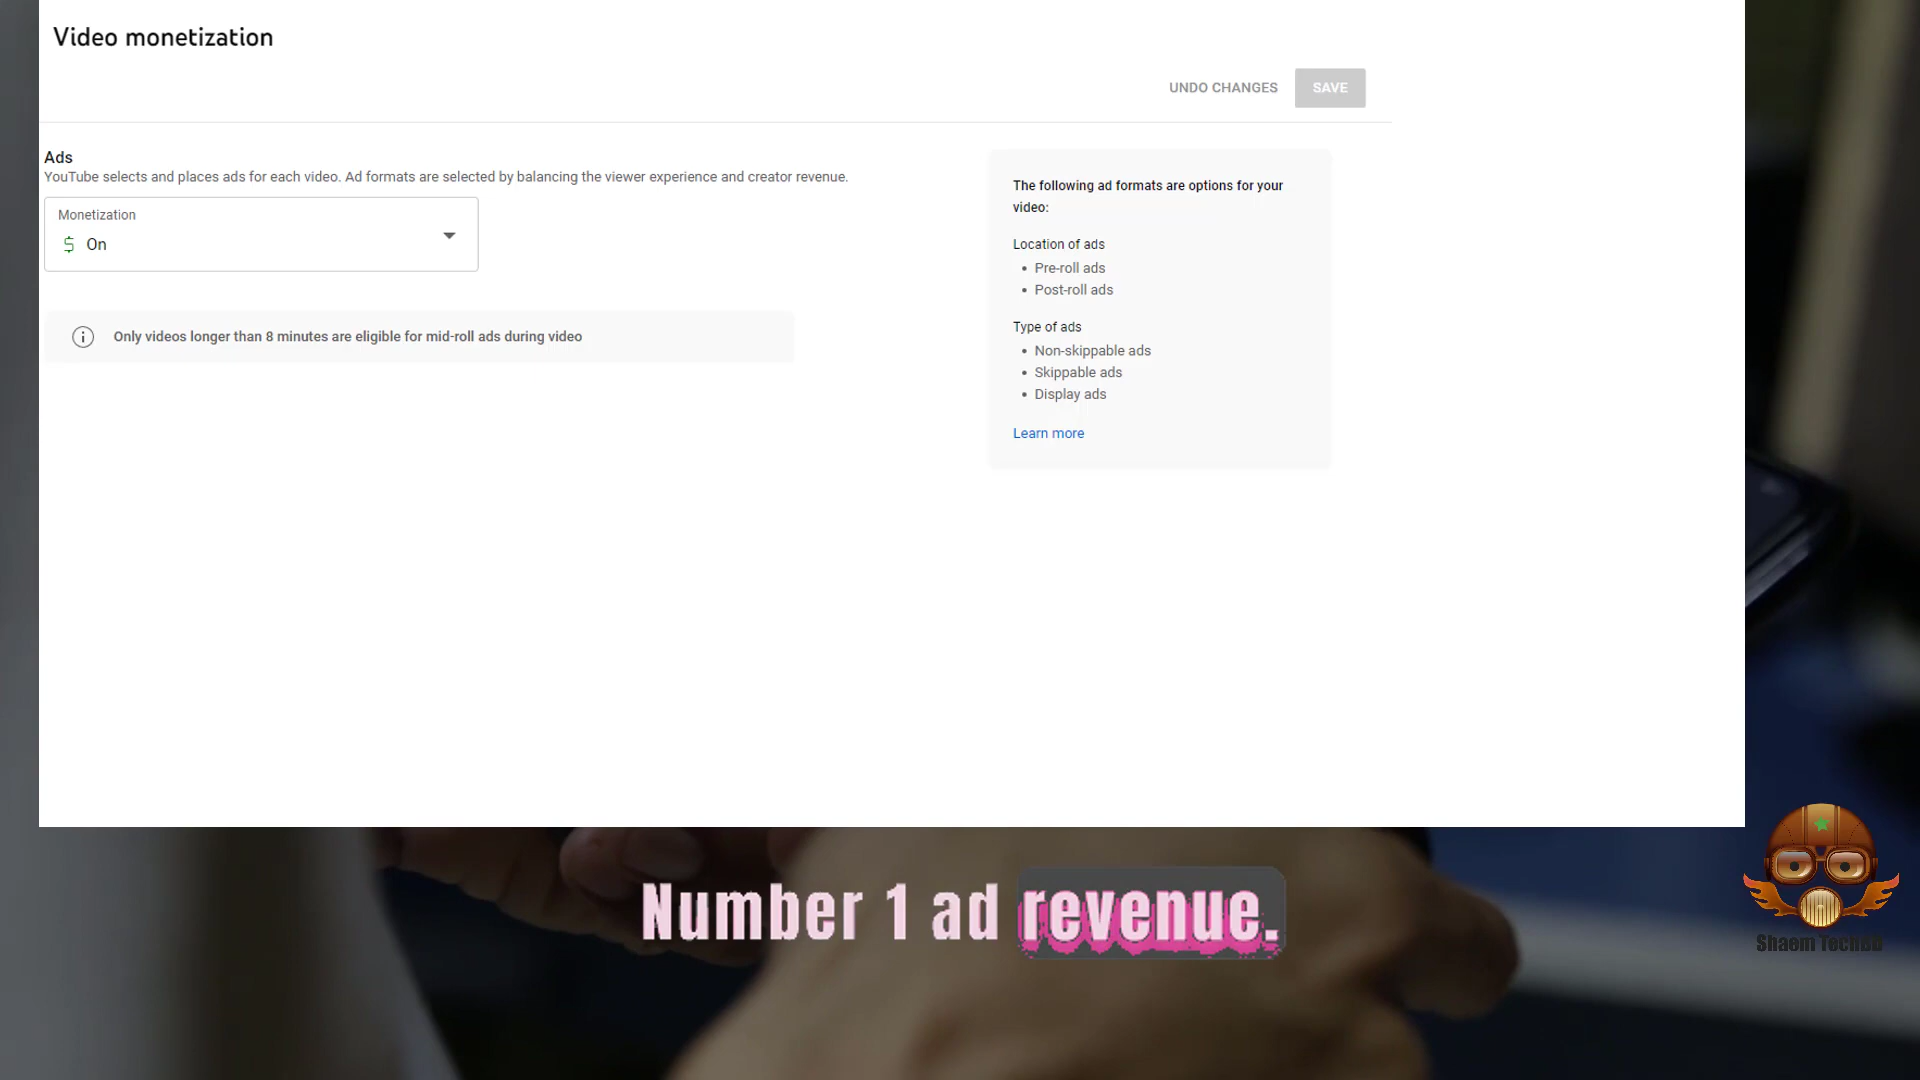 Video monetization
UNDO CHANGES
SAVE
Ads
YouTube selects and places ads for each video. Ad formats are selected by balancing the viewer experience and creator revenue.
Monetization
On
Only videos longer than 8 minutes are eligible for mid-roll ads during video
The following ad formats are options for your
video:
Location of ads
• Pre-roll ads
• Post-roll ads
Type of ads
• Non-skippable ads
• Skippable ads
• Display ads
Learn more
Number 1 ad revenue.
Shaem TechBD